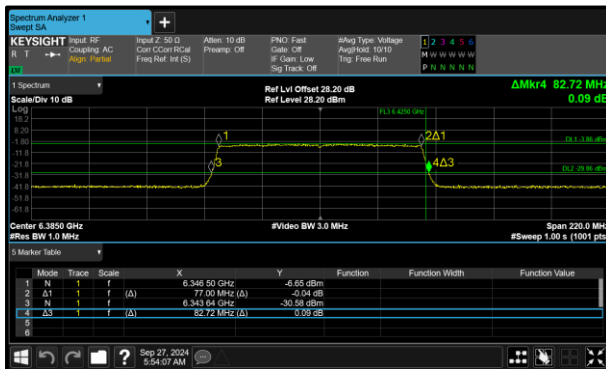 Spectrum Analyzer 1
Swept SA
KEYSIGHT Input: RF Input Z: 50 Ω Atten: 10 dB PNO: Fast #Avg Type: Voltage 1 2 3 4 5 6
R T Coupling: AC Corr CCorr RCal Preamp: Off Gate: Off Avg|Hold: 10/10 M W W W W W
Align: Partial Freq Ref: Int (S) IF Gain: Low Trig: Free Run P N N N N N
Sig Track: Off
1 Spectrum Ref Lvl Offset 28.20 dB ΔMkr4 82.72 MHz
Scale/Div 10 dB Ref Level 28.20 dBm 0.09 dB
Log
18.2 FL3 6.4250 GHz
8.20
-1.80 1 2Δ1 DL1 -3.86 dBm
-11.8
-21.8 3 4Δ3 DL2 -29.86 dBm
-31.8
-41.8
-51.8
-61.8
Center 6.3850 GHz #Video BW 3.0 MHz Span 220.0 MHz
#Res BW 1.0 MHz #Sweep 1.00 s (1001 pts)
5 Marker Table
Mode Trace Scale X Y Function Function Width Function Value
1 N 1 f 6.346 50 GHz -6.65 dBm
2 Δ1 1 f (Δ) 77.00 MHz (Δ) -0.04 dB
3 N 1 f 6.343 64 GHz -30.58 dBm
4 Δ3 1 f (Δ) 82.72 MHz (Δ) 0.09 dB
5
6
? Sep 27, 2024
5:54:07 AM